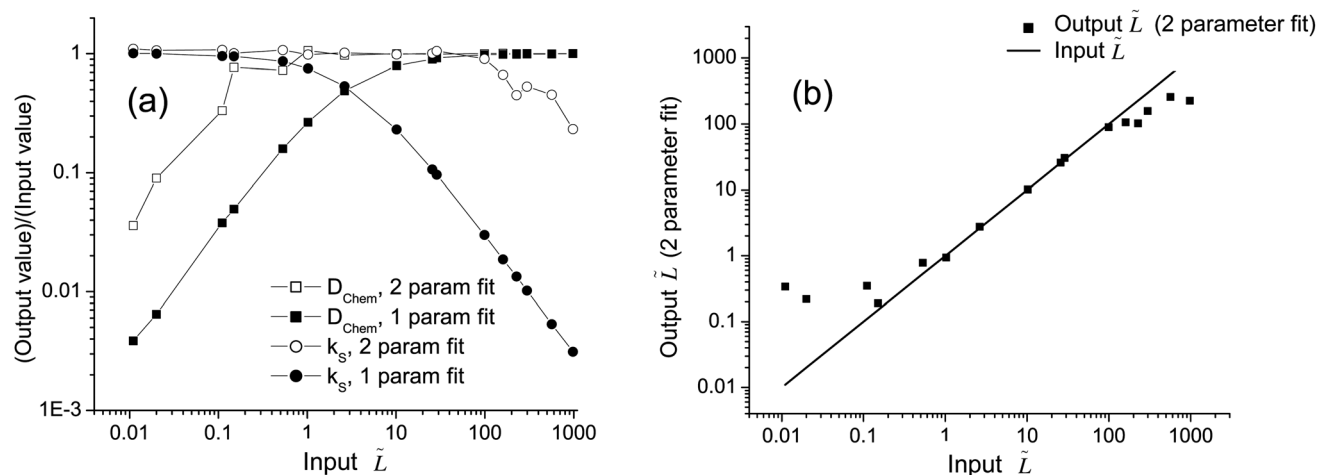 (a)
(Output value)/(Input value)
1
0.1
0.01
1E-3
D_Chem, 2 param fit
D_Chem, 1 param fit
k_S, 2 param fit
k_S, 1 param fit
0.01 0.1 1 10 100 1000
Input L̃
Output L̃ (2 parameter fit)
Input L̃
(b)
Output L̃ (2 parameter fit)
1000
100
10
1
0.1
0.01
0.01 0.1 1 10 100 1000
Input L̃